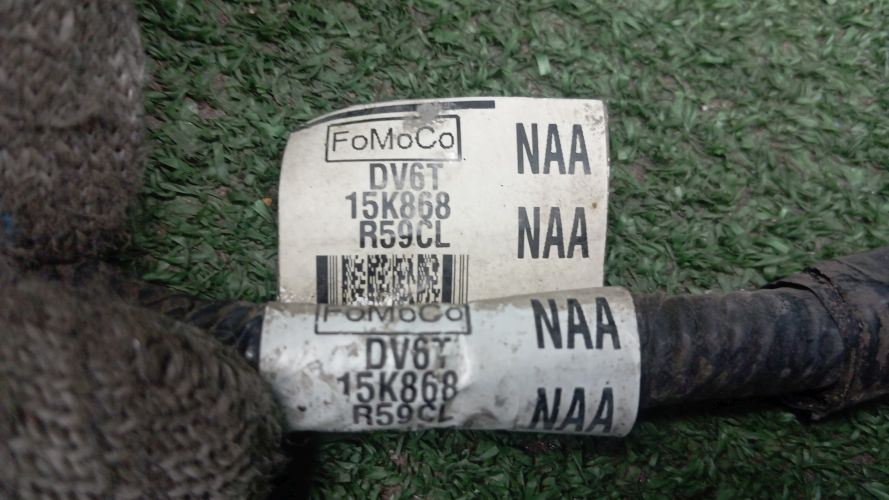 FoMoCo
DV6T
15K868
R59CL
NAA
NAA
FoMoCo
DV6T
15K868
R59CL
NAA
NAA